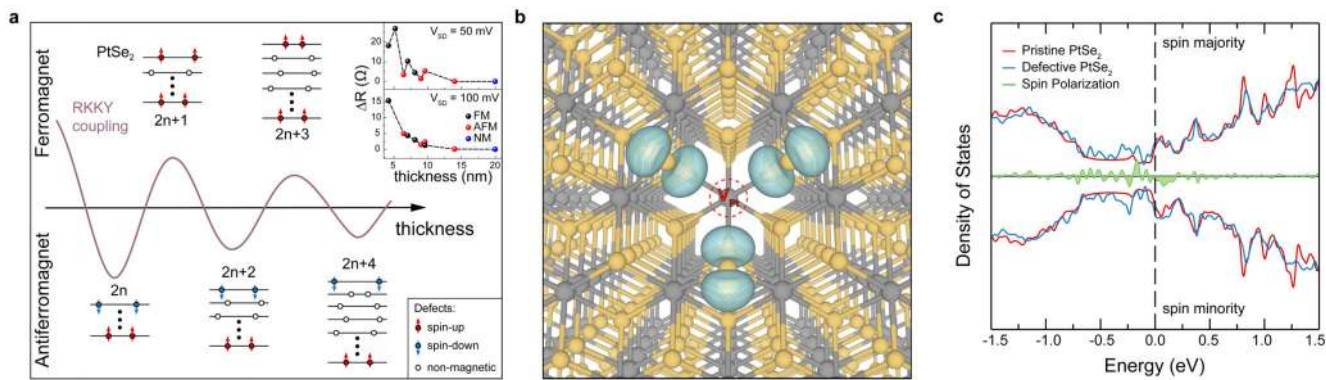 a
Ferromagnet
Antiferromagnet
RKKY
coupling
thickness
PtSe2
2n+1
2n+3
2n
2n+2
2n+4
Defects:
spin-up
spin-down
non-magnetic
VSD = 50 mV
20
10
0
ΔR (Ω)
VSD = 100 mV
15
10
5
0
FM
AFM
NM
5 10 15 20
thickness (nm)
b
c
Pristine PtSe2
Defective PtSe2
Spin Polarization
spin majority
spin minority
Density of States
-1.5 -1.0 -0.5 0.0 0.5 1.0 1.5
Energy (eV)